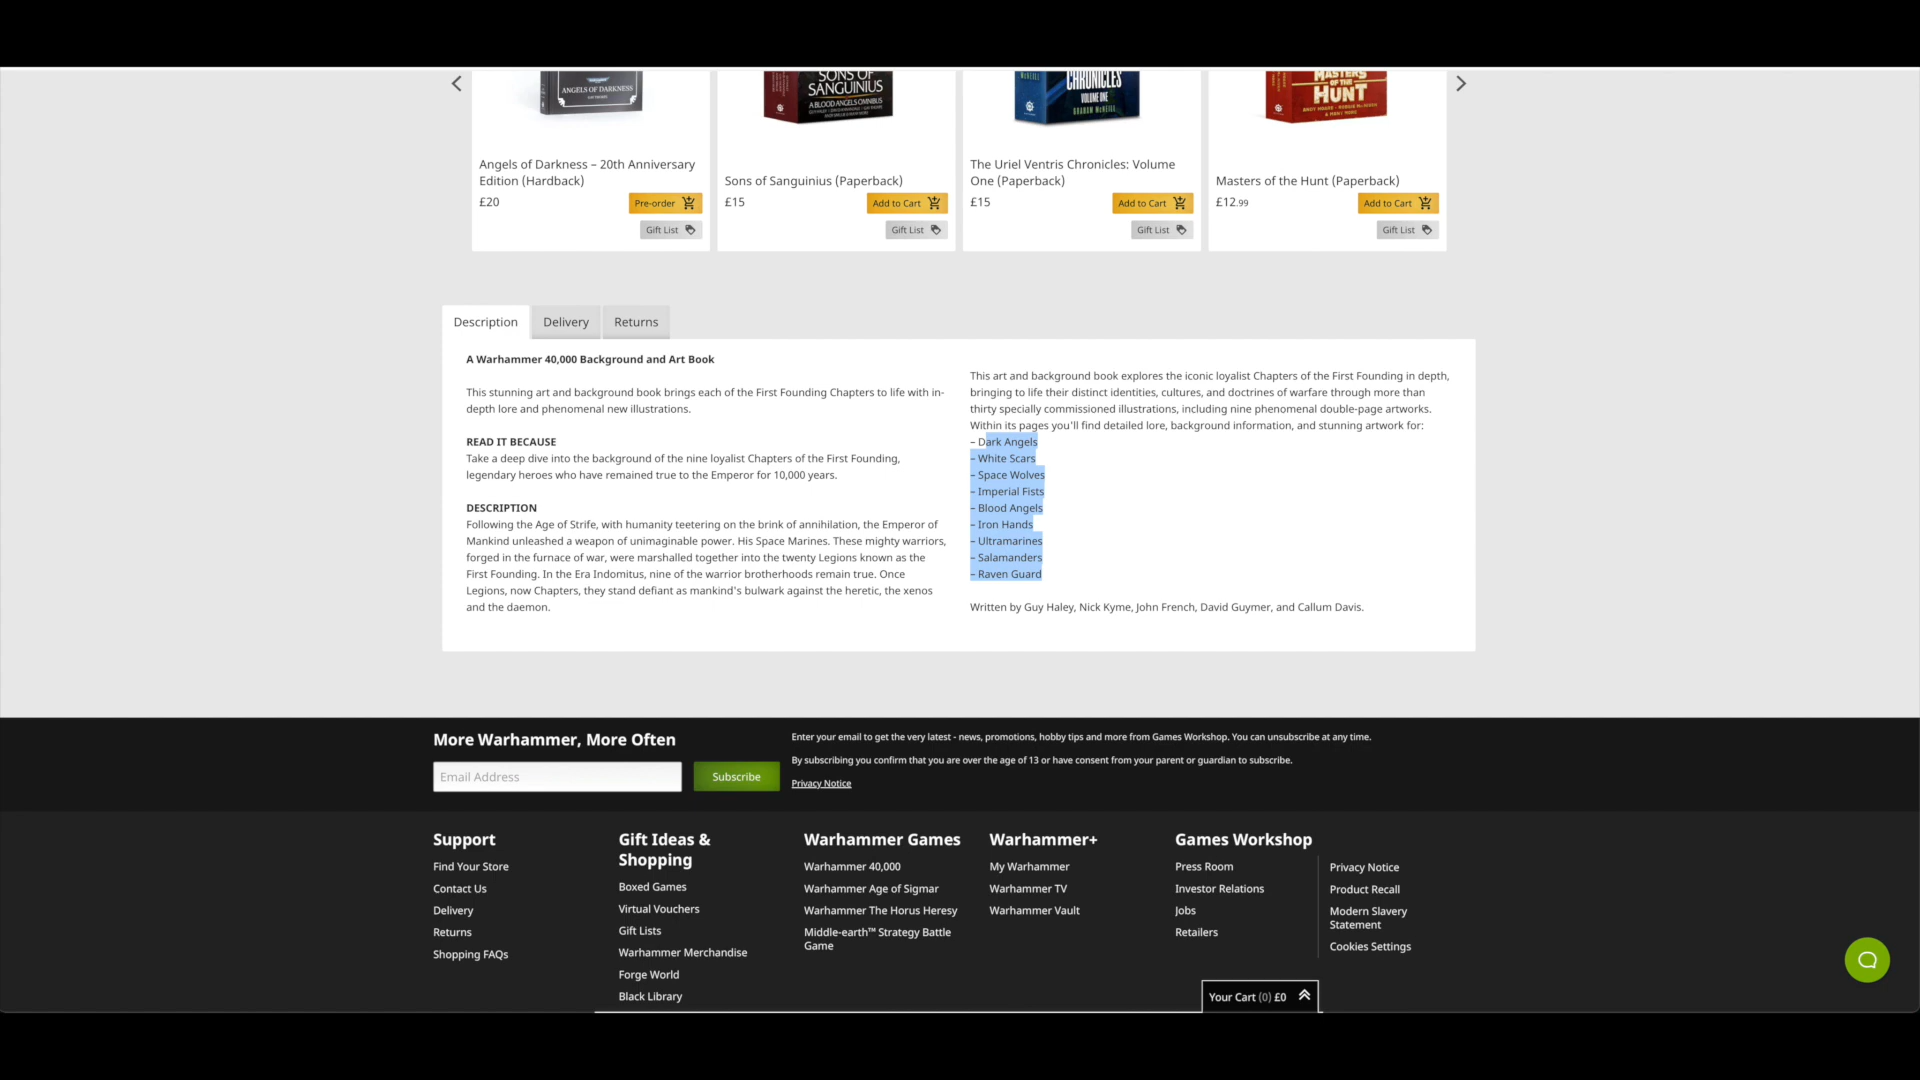 ANGELS OF DARKNESS
SONS OF
SANGUINIUS
A BLOOD ANGELS OMNIBUS
CHRONICLES
VOLUME ONE
GRAHAM McNEILL
MASTERS
OF THE
HUNT
Angels of Darkness – 20th Anniversary
Edition (Hardback)
£20
Pre-order
Gift List
Sons of Sanguinius (Paperback)
£15
Add to Cart
Gift List
The Uriel Ventris Chronicles: Volume
One (Paperback)
£15
Add to Cart
Gift List
Masters of the Hunt (Paperback)
£12.99
Add to Cart
Gift List
Description
Delivery
Returns
A Warhammer 40,000 Background and Art Book
This stunning art and background book brings each of the First Founding Chapters to life with in-
depth lore and phenomenal new illustrations.
READ IT BECAUSE
Take a deep dive into the background of the nine loyalist Chapters of the First Founding,
legendary heroes who have remained true to the Emperor for 10,000 years.
DESCRIPTION
Following the Age of Strife, with humanity teetering on the brink of annihilation, the Emperor of
Mankind unleashed a weapon of unimaginable power. His Space Marines. These mighty warriors,
forged in the furnace of war, were marshalled together into the twenty Legions known as the
First Founding. In the Era Indomitus, nine of the warrior brotherhoods remain true. Once
Legions, now Chapters, they stand defiant as mankind's bulwark against the heretic, the xenos
and the daemon.
This art and background book explores the iconic loyalist Chapters of the First Founding in depth,
bringing to life their distinct identities, cultures, and doctrines of warfare through more than
thirty specially commissioned illustrations, including nine phenomenal double-page artworks.
Within its pages you'll find detailed lore, background information, and stunning artwork for:
– Dark Angels
– White Scars
– Space Wolves
– Imperial Fists
– Blood Angels
– Iron Hands
– Ultramarines
– Salamanders
– Raven Guard
Written by Guy Haley, Nick Kyme, John French, David Guymer, and Callum Davis.
More Warhammer, More Often
Email Address
Subscribe
Enter your email to get the very latest - news, promotions, hobby tips and more from Games Workshop. You can unsubscribe at any time.
By subscribing you confirm that you are over the age of 13 or have consent from your parent or guardian to subscribe.
Privacy Notice
Support
Find Your Store
Contact Us
Delivery
Returns
Shopping FAQs
Gift Ideas &
Shopping
Boxed Games
Virtual Vouchers
Gift Lists
Warhammer Merchandise
Forge World
Black Library
Warhammer Games
Warhammer 40,000
Warhammer Age of Sigmar
Warhammer The Horus Heresy
Middle-earth™ Strategy Battle
Game
Warhammer+
My Warhammer
Warhammer TV
Warhammer Vault
Games Workshop
Press Room
Investor Relations
Jobs
Retailers
Privacy Notice
Product Recall
Modern Slavery
Statement
Cookies Settings
Your Cart (0) £0